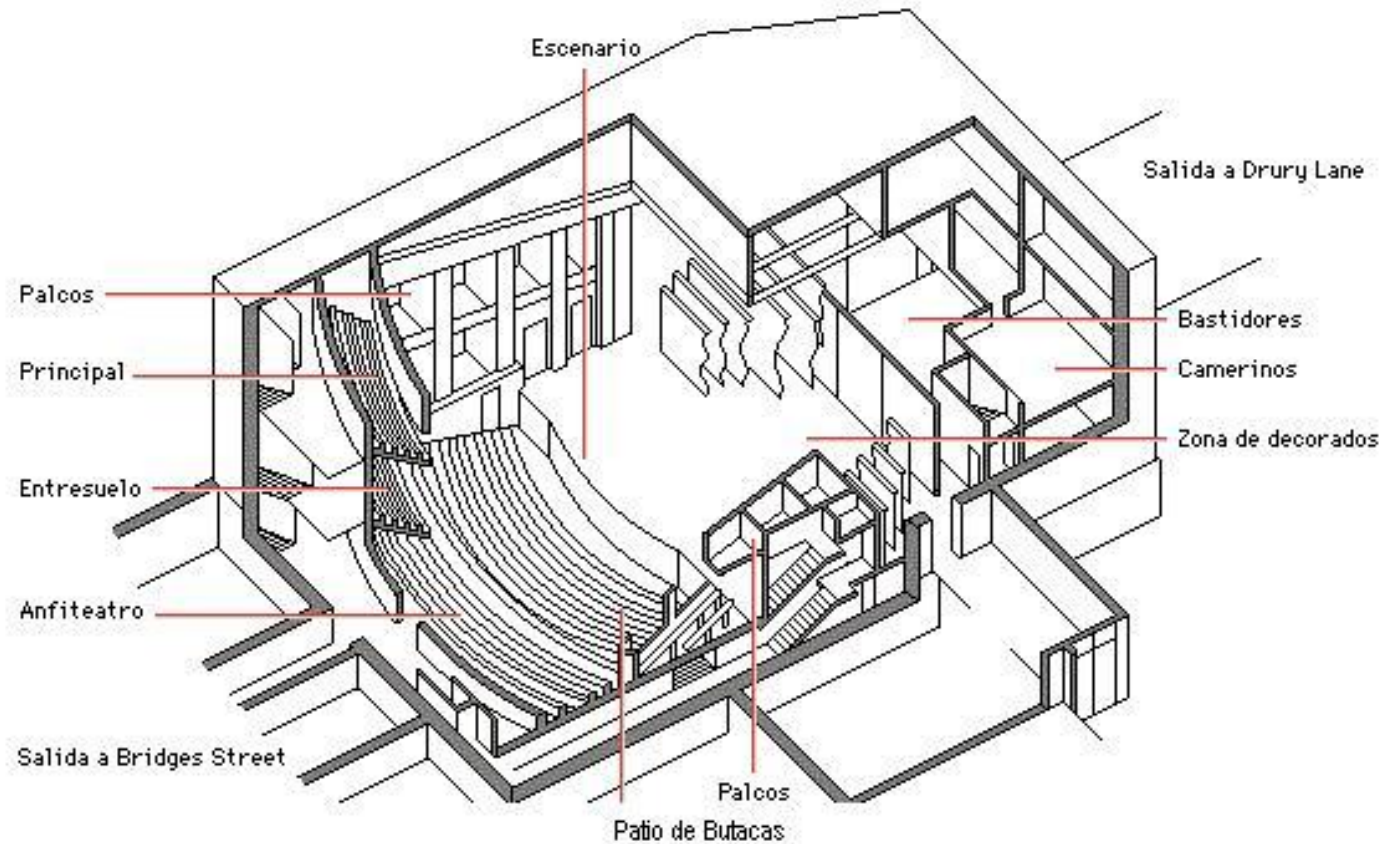 Escenario
Salida a Drury Lane
Palcos
Bastidores
Principal
Camerinos
Zona de decorados
Entresuelo
Anfiteatro
Salida a Bridges Street
Palcos
Patio de Butacas